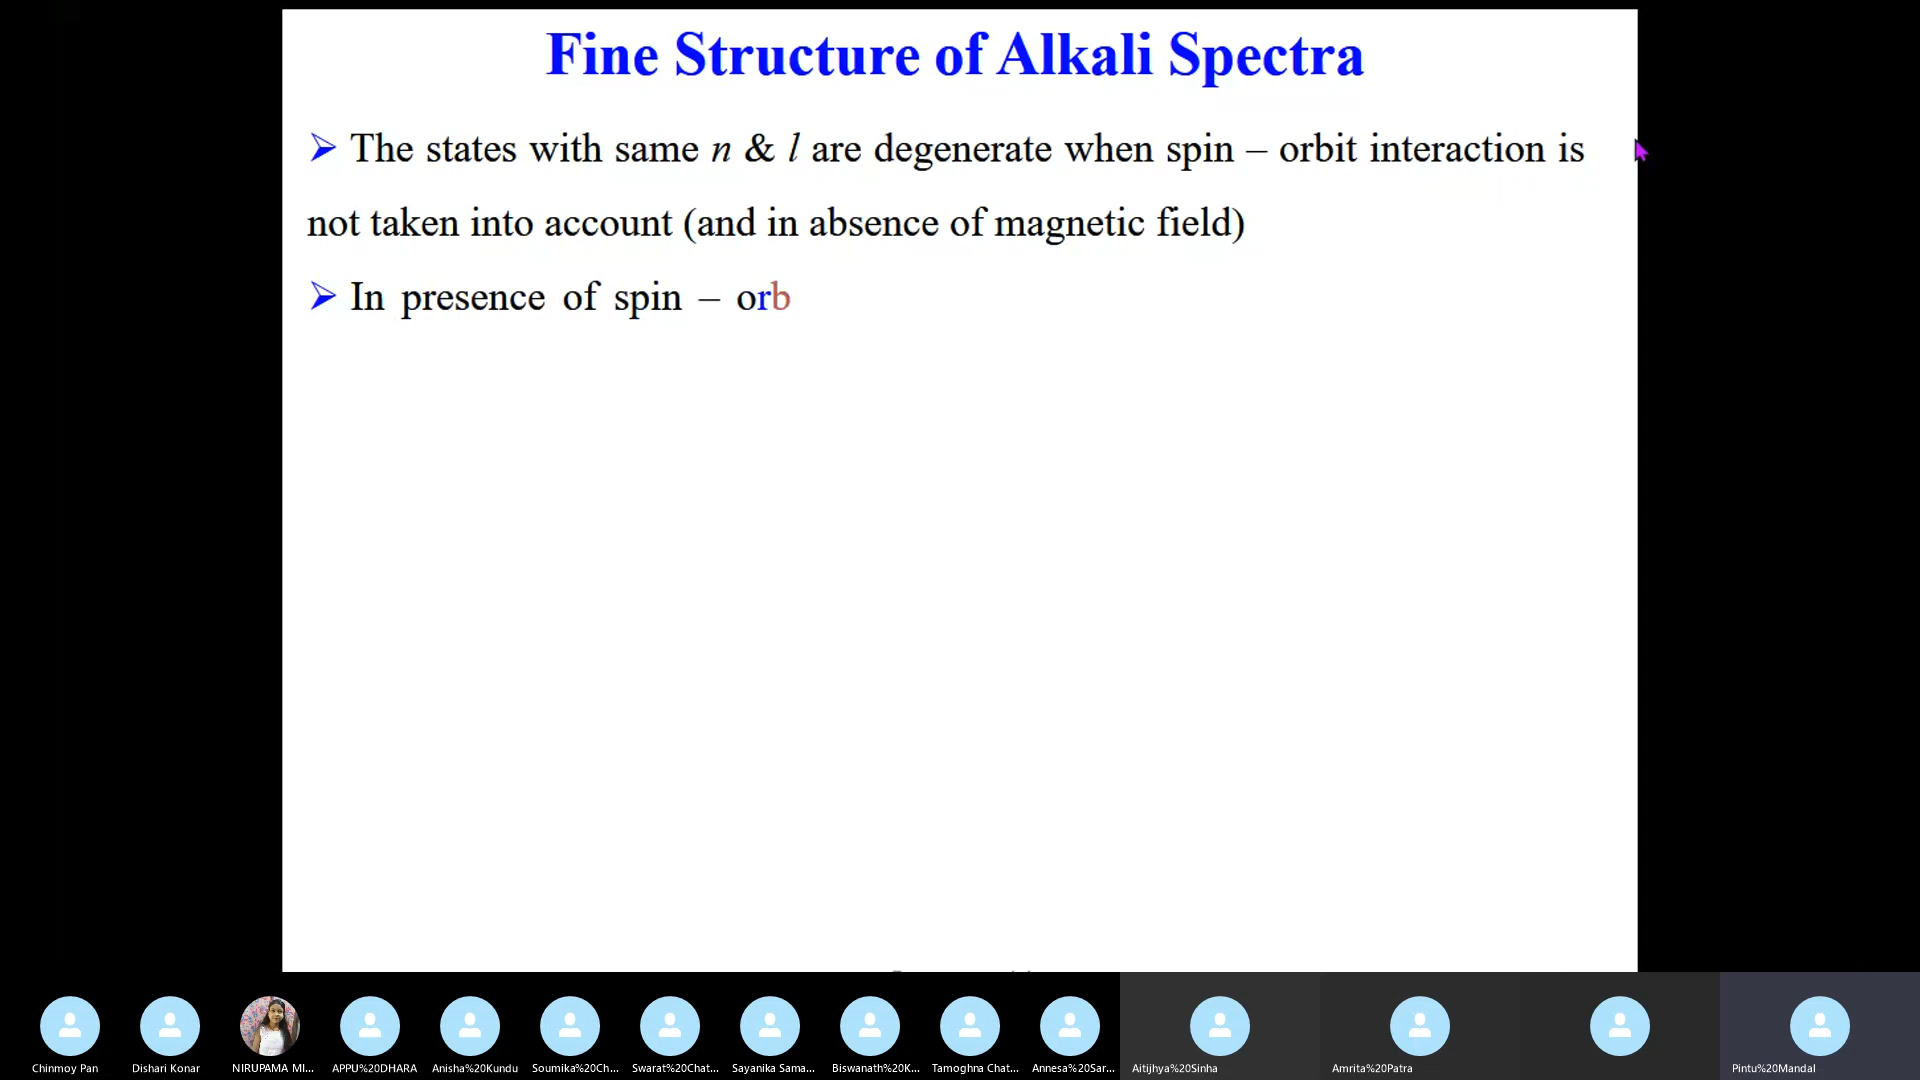 Fine Structure of Alkali Spectra
➢ The states with same n & l are degenerate when spin – orbit interaction is
not taken into account (and in absence of magnetic field)
➢ In presence of spin – orb
Chinmoy Pan
Dishari Konar
NIRUPAMA MI...
APPU%20DHARA
Anisha%20Kundu
Soumika%20Ch...
Swarat%20Chat...
Sayanika Sama...
Biswanath%20K...
Tamoghna Chat...
Annesa%20Sar...
Aitijhya%20Sinha
Amrita%20Patra
Pintu%20Mandal